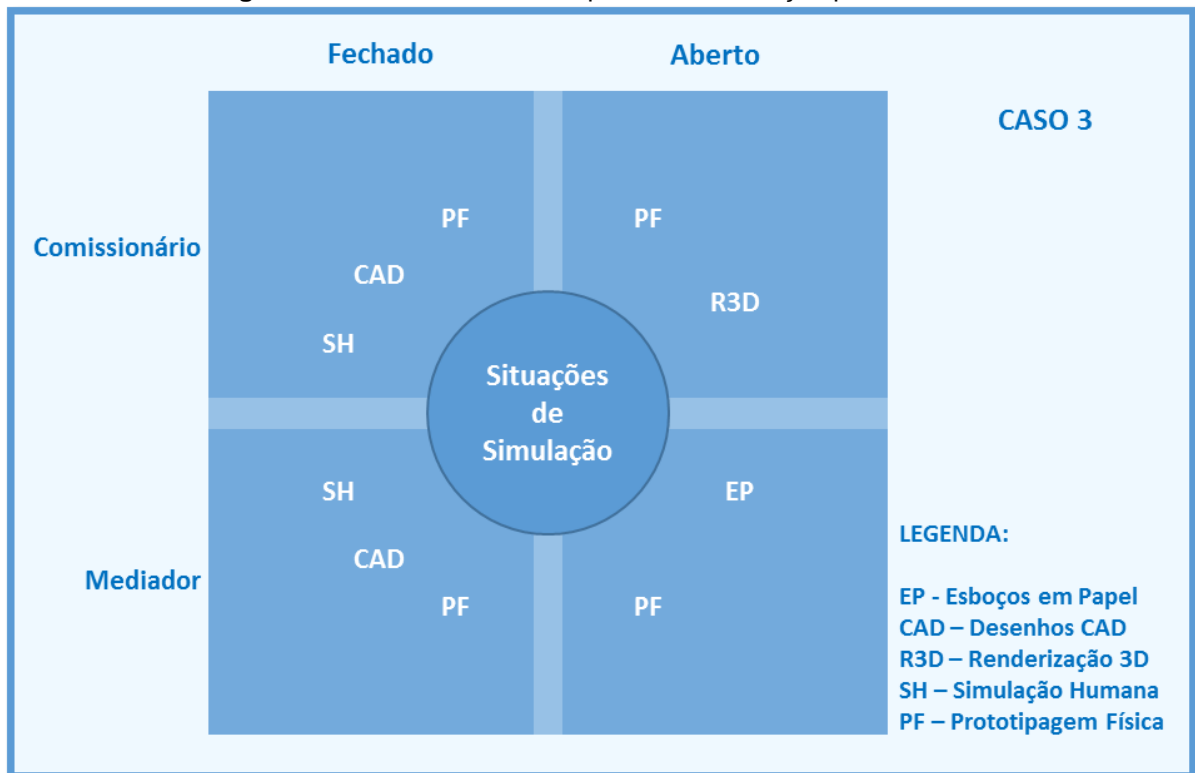 Fechado
Aberto
CASO 3
Comissionário
PF
PF
CAD
R3D
SH
Situações
de
Simulação
Mediador
SH
EP
CAD
PF
PF
LEGENDA:
EP - Esboços em Papel
CAD – Desenhos CAD
R3D – Renderização 3D
SH – Simulação Humana
PF – Prototipagem Física